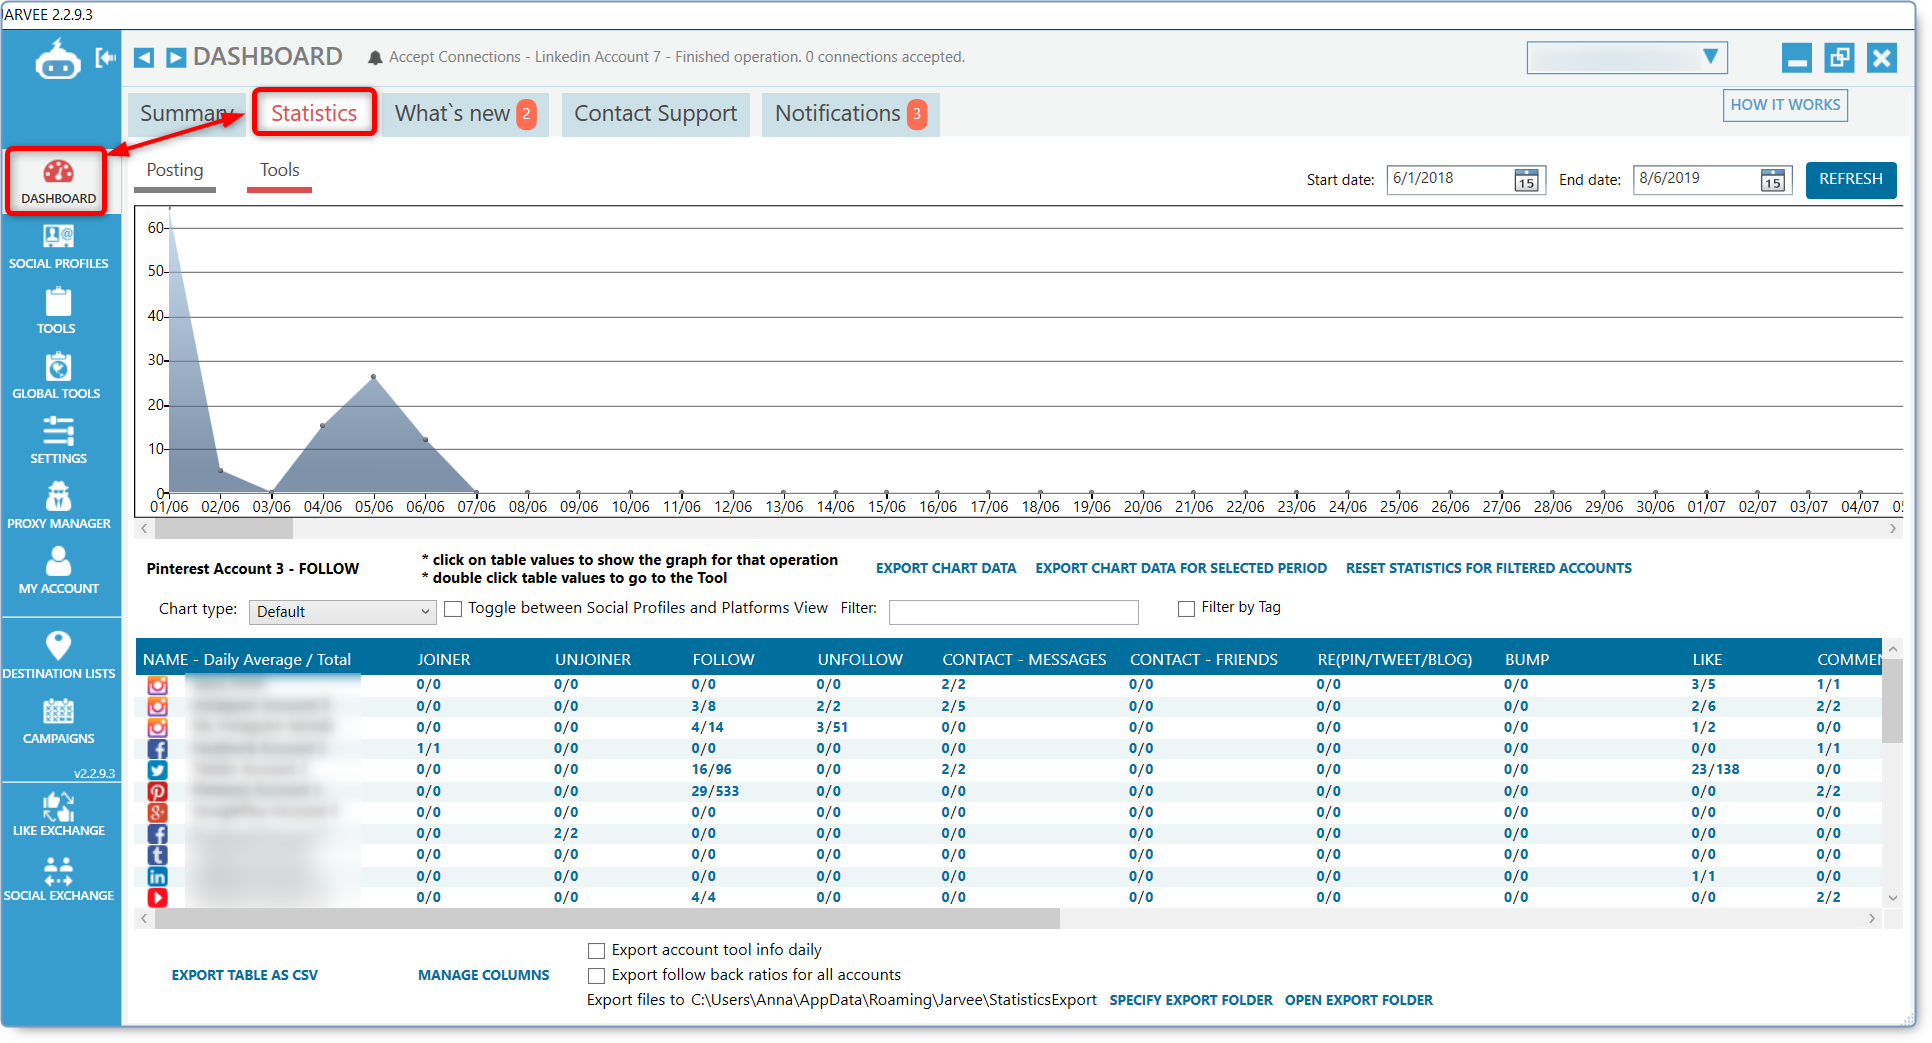 JARVEE 2.2.9.3
DASHBOARD
Accept Connections - Linkedin Account 7 - Finished operation. 0 connections accepted.
Summary
Statistics
What`s new 2
Contact Support
Notifications 3
HOW IT WORKS
DASHBOARD
SOCIAL PROFILES
TOOLS
GLOBAL TOOLS
SETTINGS
PROXY MANAGER
MY ACCOUNT
DESTINATION LISTS
CAMPAIGNS
v2.2.9.3
LIKE EXCHANGE
SOCIAL EXCHANGE
Posting
Tools
Start date: 6/1/2018 15 End date: 8/6/2019 15 REFRESH
60
50
40
30
20
10
0
01/06 02/06 03/06 04/06 05/06 06/06 07/06 08/06 09/06 10/06 11/06 12/06 13/06 14/06 15/06 16/06 17/06 18/06 19/06 20/06 21/06 22/06 23/06 24/06 25/06 26/06 27/06 28/06 29/06 30/06 01/07 02/07 03/07 04/07
Pinterest Account 3 - FOLLOW
* click on table values to show the graph for that operation
* double click table values to go to the Tool
EXPORT CHART DATA EXPORT CHART DATA FOR SELECTED PERIOD RESET STATISTICS FOR FILTERED ACCOUNTS
Chart type: Default Toggle between Social Profiles and Platforms View Filter: Filter by Tag
NAME - Daily Average / Total JOINER UNJOINER FOLLOW UNFOLLOW CONTACT - MESSAGES CONTACT - FRIENDS RE(PIN/TWEET/BLOG) BUMP LIKE COMMEN
0/0 0/0 0/0 0/0 2/2 0/0 0/0 0/0 3/5 1/1
0/0 0/0 3/8 2/2 2/5 0/0 0/0 0/0 2/6 2/2
0/0 0/0 4/14 3/51 0/0 0/0 0/0 0/0 1/2 0/0
1/1 0/0 0/0 0/0 0/0 0/0 0/0 0/0 0/0 1/1
0/0 0/0 16/96 0/0 2/2 0/0 0/0 0/0 23/138 0/0
0/0 0/0 29/533 0/0 0/0 0/0 0/0 0/0 0/0 2/2
0/0 0/0 0/0 0/0 0/0 0/0 0/0 0/0 0/0 0/0
0/0 2/2 0/0 0/0 0/0 0/0 0/0 0/0 0/0 0/0
0/0 0/0 0/0 0/0 0/0 0/0 0/0 0/0 0/0 0/0
0/0 0/0 0/0 0/0 0/0 0/0 0/0 0/0 1/1 0/0
0/0 0/0 4/4 0/0 0/0 0/0 0/0 0/0 0/0 2/2
EXPORT TABLE AS CSV
MANAGE COLUMNS
Export account tool info daily
Export follow back ratios for all accounts
Export files to C:\Users\Anna\AppData\Roaming\Jarvee\StatisticsExport SPECIFY EXPORT FOLDER OPEN EXPORT FOLDER